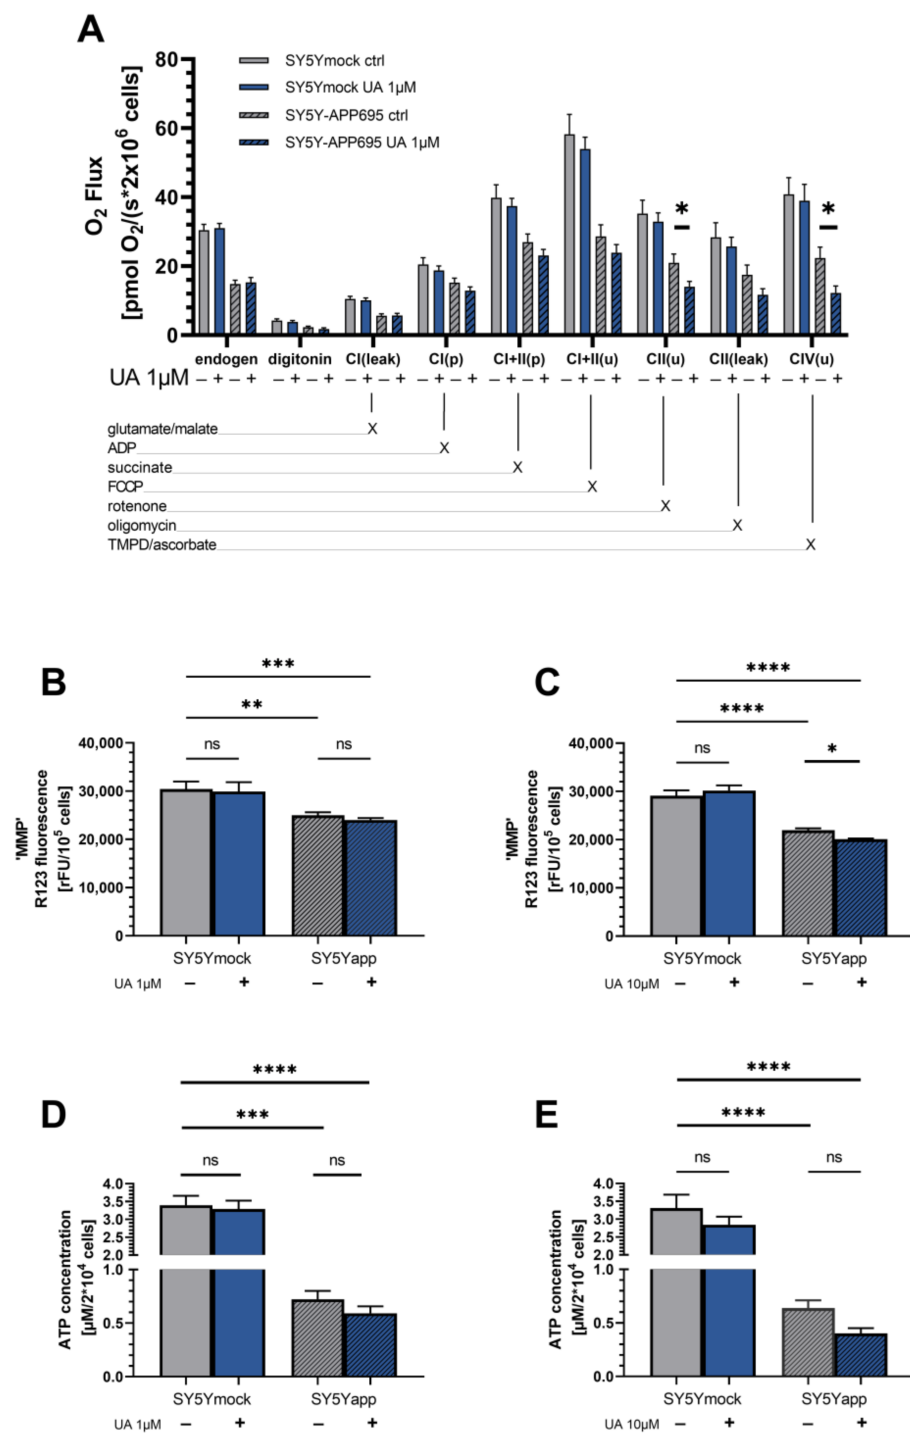 A
SY5Ymock ctrl
SY5Ymock UA 1µM
SY5Y-APP695 ctrl
SY5Y-APP695 UA 1µM
O2 Flux
[pmol O2/(s*2x10^6 cells]
80
60
40
20
0
* *
endogen digitonin CI(leak) CI(p) CI+II(p) CI+II(u) CII(u) CII(leak) CIV(u)
UA 1µM – + – + – + – + – + – + – + – + – + – + – + – + – + – + – + – + – + – +
glutamate/malate X
ADP X
succinate X
FCCP X
rotenone X
oligomycin X
TMPD/ascorbate X
B
***
**
ns ns
'MMP'
R123 fluorescence
[rFU/10^5 cells]
40,000
30,000
20,000
10,000
0
SY5Ymock SY5Yapp
UA 1µM – + – +
C
****
****
ns *
'MMP'
R123 fluorescence
[rFU/10^5 cells]
40,000
30,000
20,000
10,000
0
SY5Ymock SY5Yapp
UA 10µM – + – +
D
****
***
ns ns
ATP concentration
[µM/2*10^4 cells]
4.0
3.5
3.0
2.5
2.0
1.0
0.5
0.0
SY5Ymock SY5Yapp
UA 1µM – + – +
E
****
****
ns ns
ATP concentration
[µM/2*10^4 cells]
4.0
3.5
3.0
2.5
2.0
1.0
0.5
0.0
SY5Ymock SY5Yapp
UA 10µM – + – +